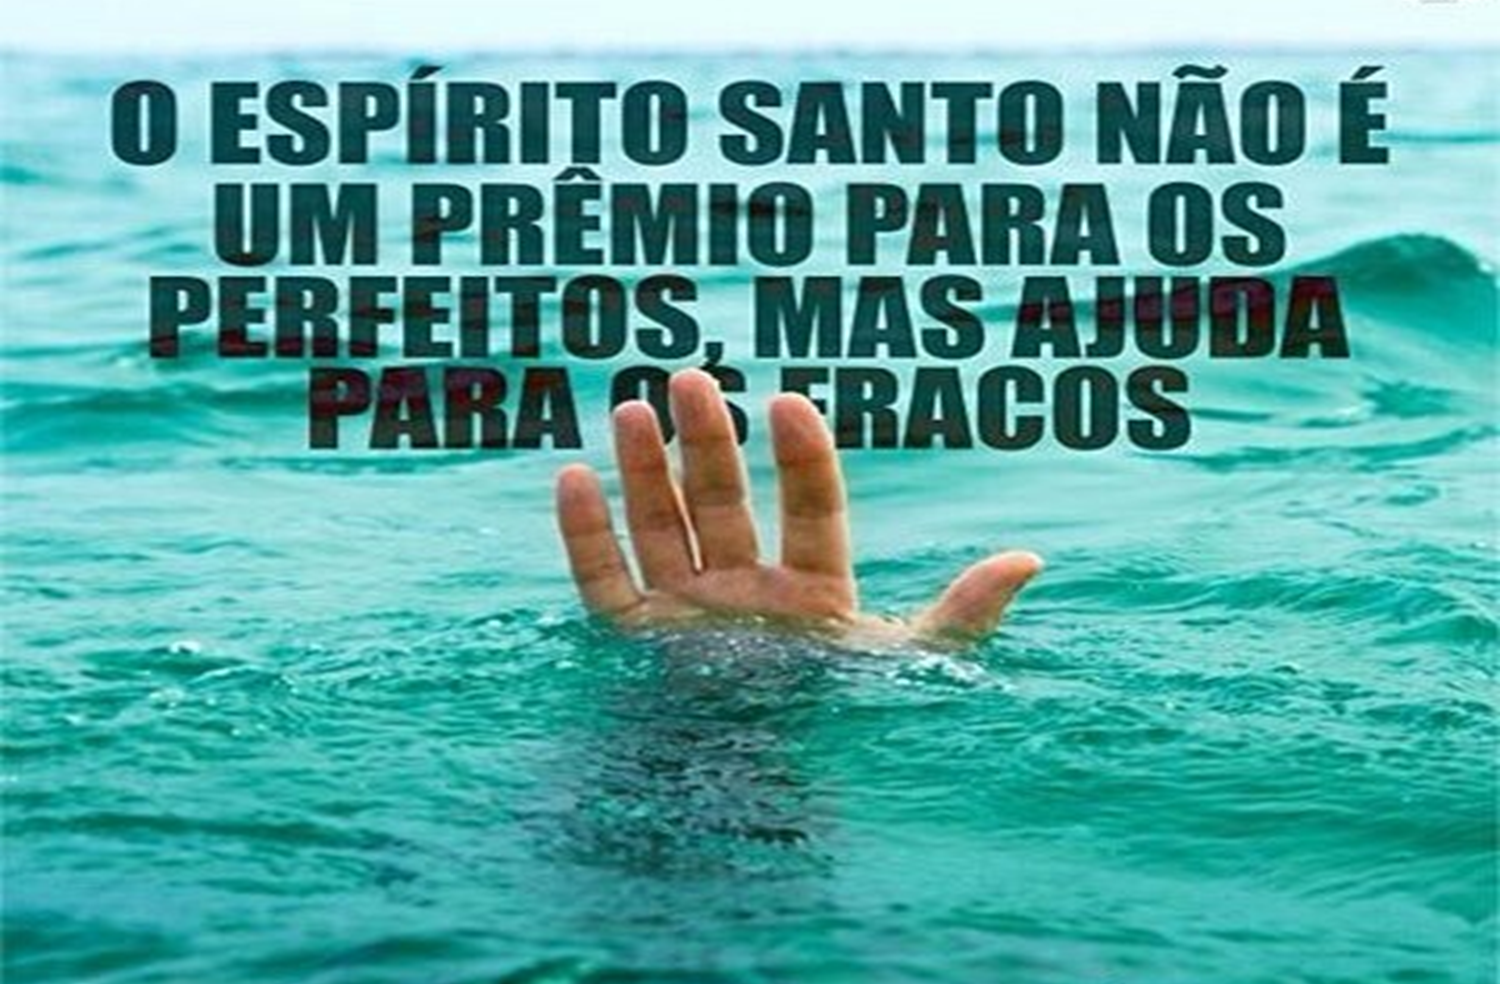 O ESPÍRITO SANTO NÃO É
UM PRÊMIO PARA OS
PERFEITOS, MAS AJUDA
PARA OS FRACOS